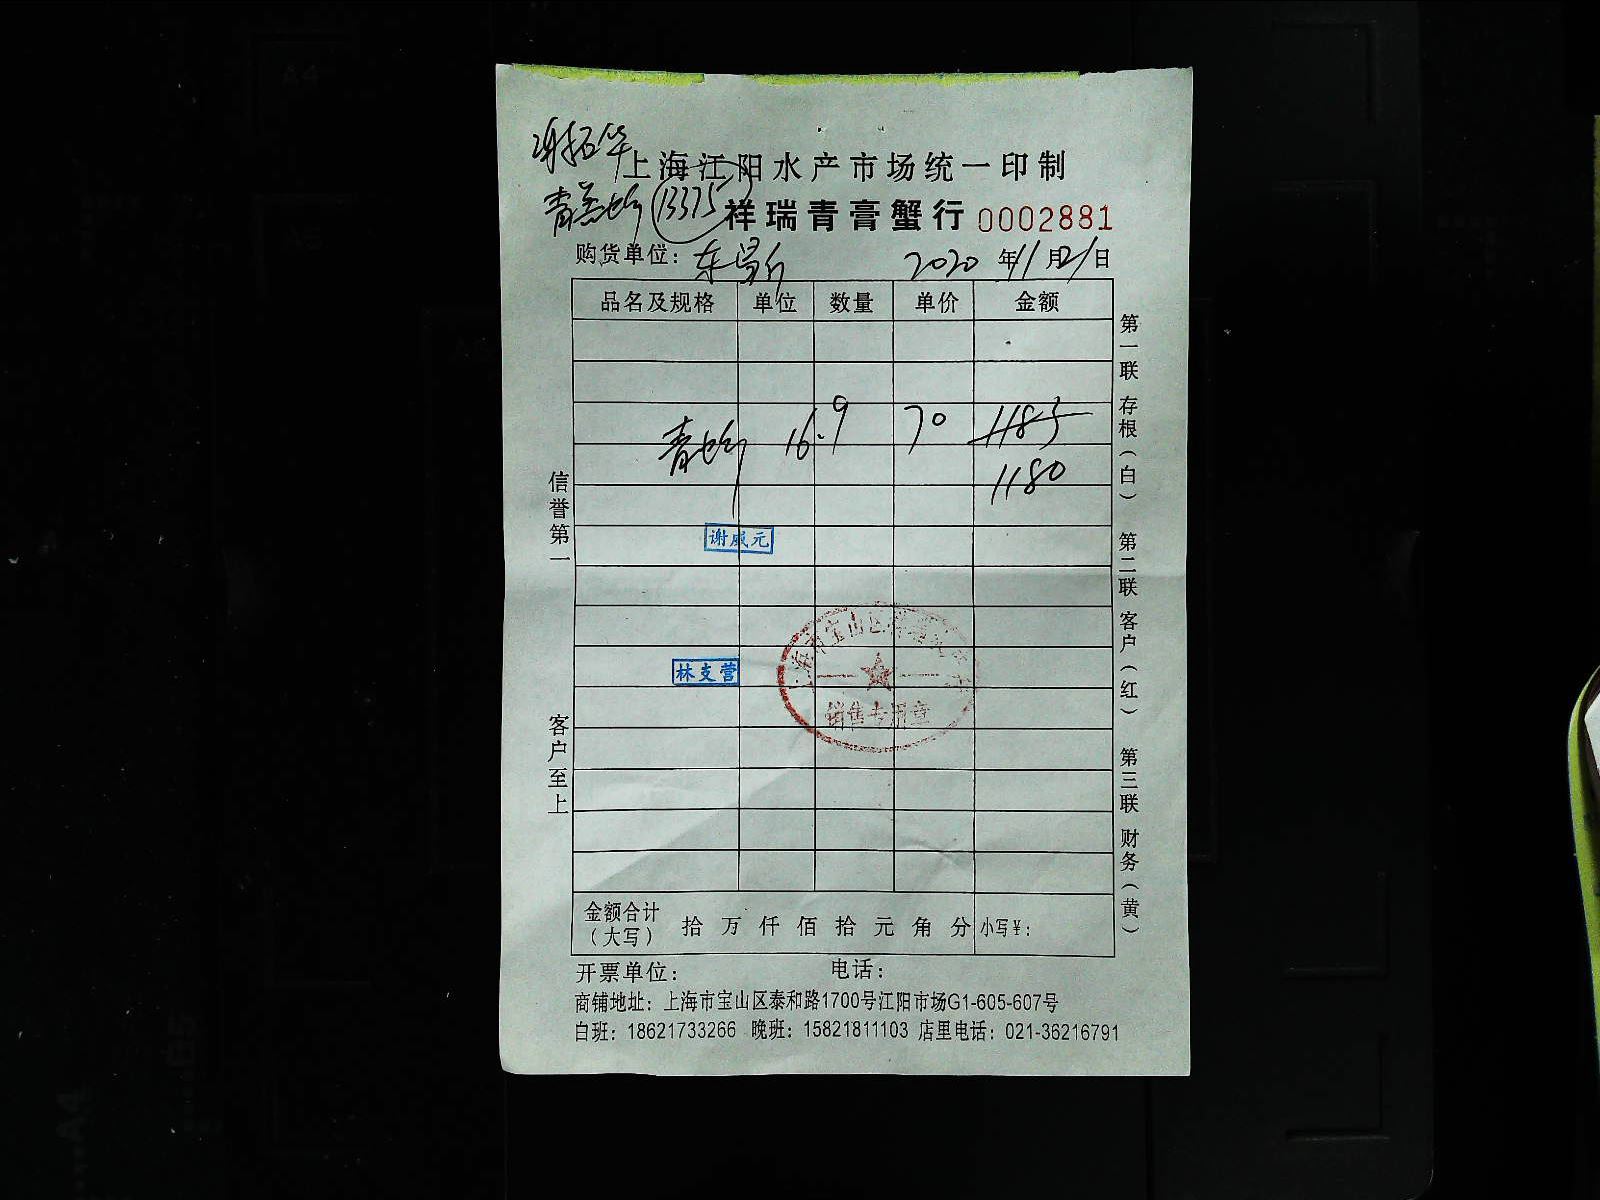 上海江阳水产市场统一印制
13375 祥瑞青膏蟹行 0002881
购货单位： 2020年11月21日
品名及规格 单位 数量 单价 金额
青 16.9 70 1183
1180
谢威元
林支营
销售专用章
信誉第一
客户至上
第一联 存根（白） 第二联 客户（红） 第三联 财务（黄）
金额合计（大写） 拾 万 仟 佰 拾 元 角 分 小写￥：
开票单位： 电话：
商铺地址：上海市宝山区泰和路1700号江阳市场G1-605-607号
白班：18621733266 晚班：15821811103 店里电话：021-36216791